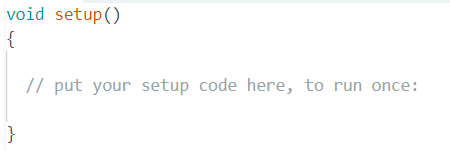 void setup()
{
// put your setup code here, to run once:
}